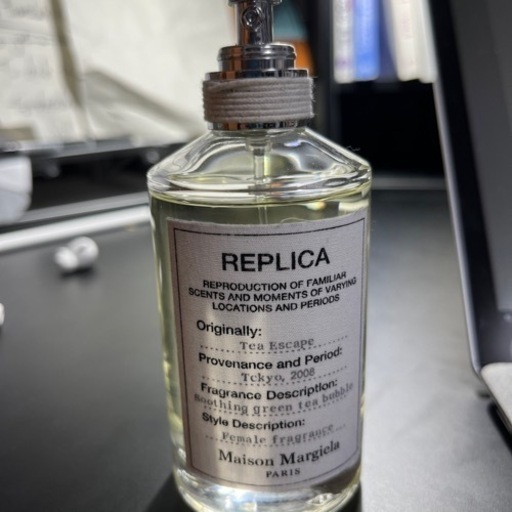 REPLICA
REPRODUCTION OF FAMILIAR
SCENTS AND MOMENTS OF VARYING
LOCATIONS AND PERIODS
Originally:
Tea Escape
Provenance and Period:
Tokyo, 2008
Fragrance Description:
Soothing green tea bubble
Style Description:
Female fragrance
Maison Margiela
PARIS